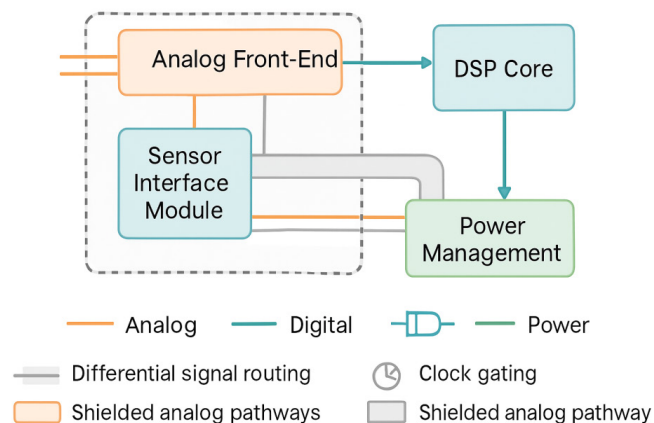 Analog Front-End
DSP Core
Sensor
Interface
Module
Power
Management
Analog
Digital
Power
Differential signal routing
Clock gating
Shielded analog pathways
Shielded analog pathway